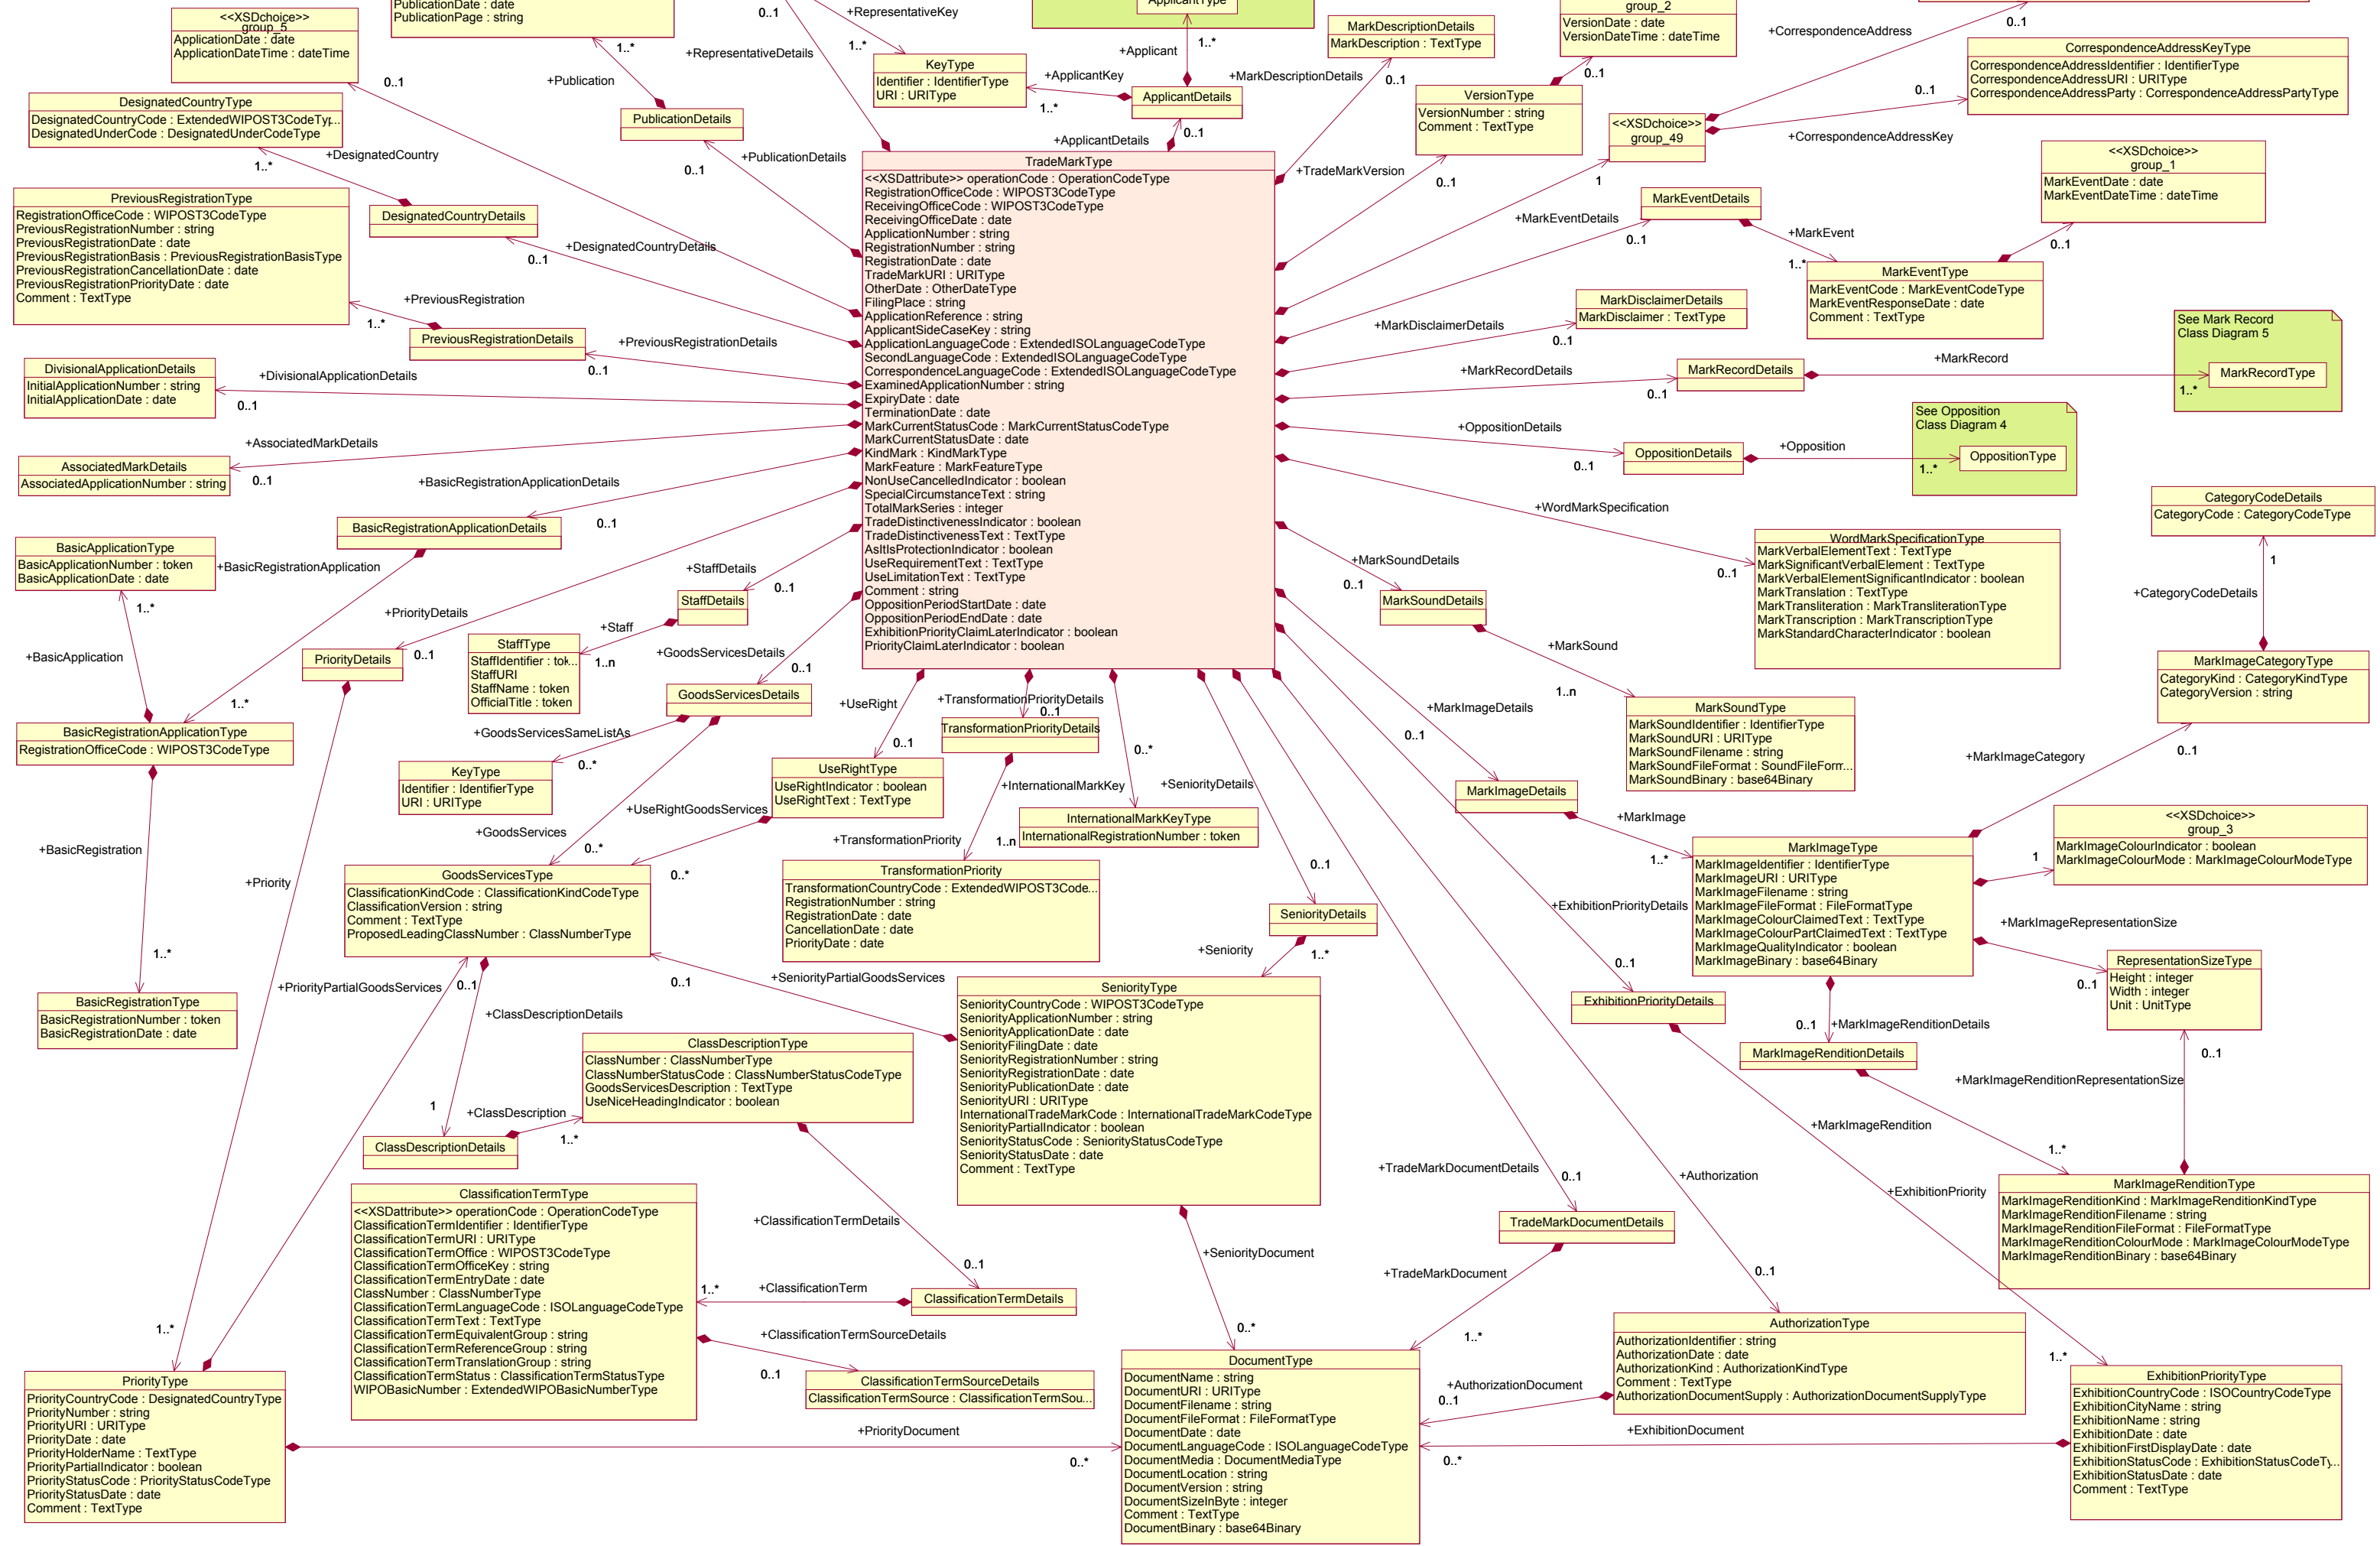 PublicationDate : date
PublicationPage : string
<<XSDchoice>>
group_5
ApplicationDate : date
ApplicationDateTime : dateTime
0..1
DesignatedCountryType
DesignatedCountryCode : ExtendedWIPOST3CodeTyp...
DesignatedUnderCode : DesignatedUnderCodeType
1..*
+Publication
1..*
PublicationDetails
0..1
+PublicationDetails
+RepresentativeDetails
0..1
+RepresentativeKey
1..*
KeyType
Identifier : IdentifierType
URI : URIType
+ApplicantKey
1..*
ApplicantType
1..*
+Applicant
ApplicantDetails
0..1
+ApplicantDetails
MarkDescriptionDetails
MarkDescription : TextType
+MarkDescriptionDetails
0..1
group_2
VersionDate : date
VersionDateTime : dateTime
0..1
VersionType
VersionNumber : string
Comment : TextType
+TradeMarkVersion
0..1
+CorrespondenceAddress
0..1
CorrespondenceAddressKeyType
CorrespondenceAddressIdentifier : IdentifierType
CorrespondenceAddressURI : URIType
CorrespondenceAddressParty : CorrespondenceAddressPartyType
0..1
+CorrespondenceAddressKey
<<XSDchoice>>
group_49
1
<<XSDchoice>>
group_1
MarkEventDate : date
MarkEventDateTime : dateTime
0..1
MarkEventDetails
+MarkEventDetails
0..1
+MarkEvent
1..*
MarkEventType
MarkEventCode : MarkEventCodeType
MarkEventResponseDate : date
Comment : TextType
+DesignatedCountry
DesignatedCountryDetails
+DesignatedCountryDetails
0..1
PreviousRegistrationType
RegistrationOfficeCode : WIPOST3CodeType
PreviousRegistrationNumber : string
PreviousRegistrationDate : date
PreviousRegistrationBasis : PreviousRegistrationBasisType
PreviousRegistrationCancellationDate : date
PreviousRegistrationPriorityDate : date
Comment : TextType
+PreviousRegistration
1..*
PreviousRegistrationDetails
+PreviousRegistrationDetails
0..1
TradeMarkType
<<XSDattribute>> operationCode : OperationCodeType
RegistrationOfficeCode : WIPOST3CodeType
ReceivingOfficeCode : WIPOST3CodeType
ReceivingOfficeDate : date
ApplicationNumber : string
RegistrationNumber : string
RegistrationDate : date
TradeMarkURI : URIType
OtherDate : OtherDateType
FilingPlace : string
ApplicationReference : string
ApplicantSideCaseKey : string
ApplicationLanguageCode : ExtendedISOLanguageCodeType
SecondLanguageCode : ExtendedISOLanguageCodeType
CorrespondenceLanguageCode : ExtendedISOLanguageCodeType
ExaminedApplicationNumber : string
ExpiryDate : date
TerminationDate : date
MarkCurrentStatusCode : MarkCurrentStatusCodeType
MarkCurrentStatusDate : date
KindMark : KindMarkType
MarkFeature : MarkFeatureType
NonUseCancelledIndicator : boolean
SpecialCircumstanceText : string
TotalMarkSeries : integer
TradeDistinctivenessIndicator : boolean
TradeDistinctivenessText : TextType
AsItIsProtectionIndicator : boolean
UseRequirementText : TextType
UseLimitationText : TextType
Comment : string
OppositionPeriodStartDate : date
OppositionPeriodEndDate : date
ExhibitionPriorityClaimLaterIndicator : boolean
PriorityClaimLaterIndicator : boolean
MarkDisclaimerDetails
MarkDisclaimer : TextType
+MarkDisclaimerDetails
0..1
+MarkRecordDetails
0..1
MarkRecordDetails
+MarkRecord
1..*
See Mark Record
Class Diagram 5
MarkRecordType
+OppositionDetails
0..1
OppositionDetails
+Opposition
1..*
See Opposition
Class Diagram 4
OppositionType
DivisionalApplicationDetails
InitialApplicationNumber : string
InitialApplicationDate : date
+DivisionalApplicationDetails
0..1
AssociatedMarkDetails
AssociatedApplicationNumber : string
+AssociatedMarkDetails
0..1
+BasicRegistrationApplicationDetails
0..1
BasicRegistrationApplicationDetails
+BasicRegistrationApplication
1..*
BasicApplicationType
BasicApplicationNumber : token
BasicApplicationDate : date
1..*
+BasicApplication
BasicRegistrationApplicationType
RegistrationOfficeCode : WIPOST3CodeType
+BasicRegistration
1..*
BasicRegistrationType
BasicRegistrationNumber : token
BasicRegistrationDate : date
+PriorityDetails
0..1
PriorityDetails
+Priority
1..*
+StaffDetails
0..1
StaffDetails
+Staff
1..n
StaffType
StaffIdentifier : tok...
StaffURI
StaffName : token
OfficialTitle : token
+GoodsServicesDetails
0..1
GoodsServicesDetails
+GoodsServicesSameListAs
0..*
KeyType
Identifier : IdentifierType
URI : URIType
+GoodsServices
0..*
+UseRight
0..1
UseRightType
UseRightIndicator : boolean
UseRightText : TextType
+UseRightGoodsServices
0..*
+TransformationPriorityDetails
0..1
TransformationPriorityDetails
+TransformationPriority
1..n
TransformationPriority
TransformationCountryCode : ExtendedWIPOST3Code...
RegistrationNumber : string
RegistrationDate : date
CancellationDate : date
PriorityDate : date
+InternationalMarkKey
0..*
InternationalMarkKeyType
InternationalRegistrationNumber : token
+SeniorityDetails
0..1
SeniorityDetails
+Seniority
1..*
+WordMarkSpecification
0..1
WordMarkSpecificationType
MarkVerbalElementText : TextType
MarkSignificantVerbalElement : TextType
MarkVerbalElementSignificantIndicator : boolean
MarkTranslation : TextType
MarkTransliteration : MarkTransliterationType
MarkTranscription : MarkTranscriptionType
MarkStandardCharacterIndicator : boolean
+MarkSoundDetails
0..1
MarkSoundDetails
+MarkSound
1..n
MarkSoundType
MarkSoundIdentifier : IdentifierType
MarkSoundURI : URIType
MarkSoundFilename : string
MarkSoundFileFormat : SoundFileForm...
MarkSoundBinary : base64Binary
CategoryCodeDetails
CategoryCode : CategoryCodeType
1
+CategoryCodeDetails
MarkImageCategoryType
CategoryKind : CategoryKindType
CategoryVersion : string
+MarkImageCategory
0..1
+MarkImageDetails
0..1
MarkImageDetails
+MarkImage
1..*
MarkImageType
MarkImageIdentifier : IdentifierType
MarkImageURI : URIType
MarkImageFilename : string
MarkImageFileFormat : FileFormatType
MarkImageColourClaimedText : TextType
MarkImageColourPartClaimedText : TextType
MarkImageQualityIndicator : boolean
MarkImageBinary : base64Binary
<<XSDchoice>>
group_3
MarkImageColourIndicator : boolean
MarkImageColourMode : MarkImageColourModeType
1
+MarkImageRepresentationSize
0..1
RepresentationSizeType
Height : integer
Width : integer
Unit : UnitType
0..1
+MarkImageRenditionDetails
0..1
MarkImageRenditionDetails
+MarkImageRenditionRepresentationSize
+MarkImageRendition
1..*
MarkImageRenditionType
MarkImageRenditionKind : MarkImageRenditionKindType
MarkImageRenditionFilename : string
MarkImageRenditionFileFormat : FileFormatType
MarkImageRenditionColourMode : MarkImageColourModeType
MarkImageRenditionBinary : base64Binary
GoodsServicesType
ClassificationKindCode : ClassificationKindCodeType
ClassificationVersion : string
Comment : TextType
ProposedLeadingClassNumber : ClassNumberType
+PriorityPartialGoodsServices
0..1
+SeniorityPartialGoodsServices
0..1
+ClassDescriptionDetails
1
ClassDescriptionDetails
+ClassDescription
1..*
ClassDescriptionType
ClassNumber : ClassNumberType
ClassNumberStatusCode : ClassNumberStatusCodeType
GoodsServicesDescription : TextType
UseNiceHeadingIndicator : boolean
+ClassificationTermDetails
0..1
ClassificationTermDetails
+ClassificationTerm
1..*
ClassificationTermType
<<XSDattribute>> operationCode : OperationCodeType
ClassificationTermIdentifier : IdentifierType
ClassificationTermURI : URIType
ClassificationTermOffice : WIPOST3CodeType
ClassificationTermOfficeKey : string
ClassificationTermEntryDate : date
ClassNumber : ClassNumberType
ClassificationTermLanguageCode : ISOLanguageCodeType
ClassificationTermText : TextType
ClassificationTermEquivalentGroup : string
ClassificationTermReferenceGroup : string
ClassificationTermTranslationGroup : string
ClassificationTermStatus : ClassificationTermStatusType
WIPOBasicNumber : ExtendedWIPOBasicNumberType
+ClassificationTermSourceDetails
0..1
ClassificationTermSourceDetails
ClassificationTermSource : ClassificationTermSou...
SeniorityType
SeniorityCountryCode : WIPOST3CodeType
SeniorityApplicationNumber : string
SeniorityApplicationDate : date
SeniorityFilingDate : date
SeniorityRegistrationNumber : string
SeniorityRegistrationDate : date
SeniorityPublicationDate : date
SeniorityURI : URIType
InternationalTradeMarkCode : InternationalTradeMarkCodeType
SeniorityPartialIndicator : boolean
SeniorityStatusCode : SeniorityStatusCodeType
SeniorityStatusDate : date
Comment : TextType
+SeniorityDocument
0..*
+ExhibitionPriorityDetails
0..1
ExhibitionPriorityDetails
+ExhibitionPriority
1..*
+TradeMarkDocumentDetails
0..1
TradeMarkDocumentDetails
+TradeMarkDocument
1..*
+Authorization
0..1
AuthorizationType
AuthorizationIdentifier : string
AuthorizationDate : date
AuthorizationKind : AuthorizationKindType
Comment : TextType
AuthorizationDocumentSupply : AuthorizationDocumentSupplyType
+AuthorizationDocument
0..1
PriorityType
PriorityCountryCode : DesignatedCountryType
PriorityNumber : string
PriorityURI : URIType
PriorityDate : date
PriorityHolderName : TextType
PriorityPartialIndicator : boolean
PriorityStatusCode : PriorityStatusCodeType
PriorityStatusDate : date
Comment : TextType
+PriorityDocument
0..*
DocumentType
DocumentName : string
DocumentURI : URIType
DocumentFilename : string
DocumentFileFormat : FileFormatType
DocumentDate : date
DocumentLanguageCode : ISOLanguageCodeType
DocumentMedia : DocumentMediaType
DocumentLocation : string
DocumentVersion : string
DocumentSizeInByte : integer
Comment : TextType
DocumentBinary : base64Binary
+ExhibitionDocument
0..*
ExhibitionPriorityType
ExhibitionCountryCode : ISOCountryCodeType
ExhibitionCityName : string
ExhibitionName : string
ExhibitionDate : date
ExhibitionFirstDisplayDate : date
ExhibitionStatusCode : ExhibitionStatusCodeTy...
ExhibitionStatusDate : date
Comment : TextType